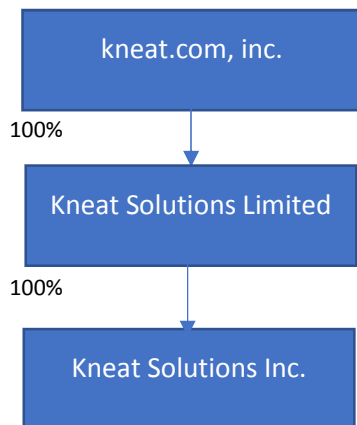 kneat.com, inc.
100%
Kneat Solutions Limited
100%
Kneat Solutions Inc.